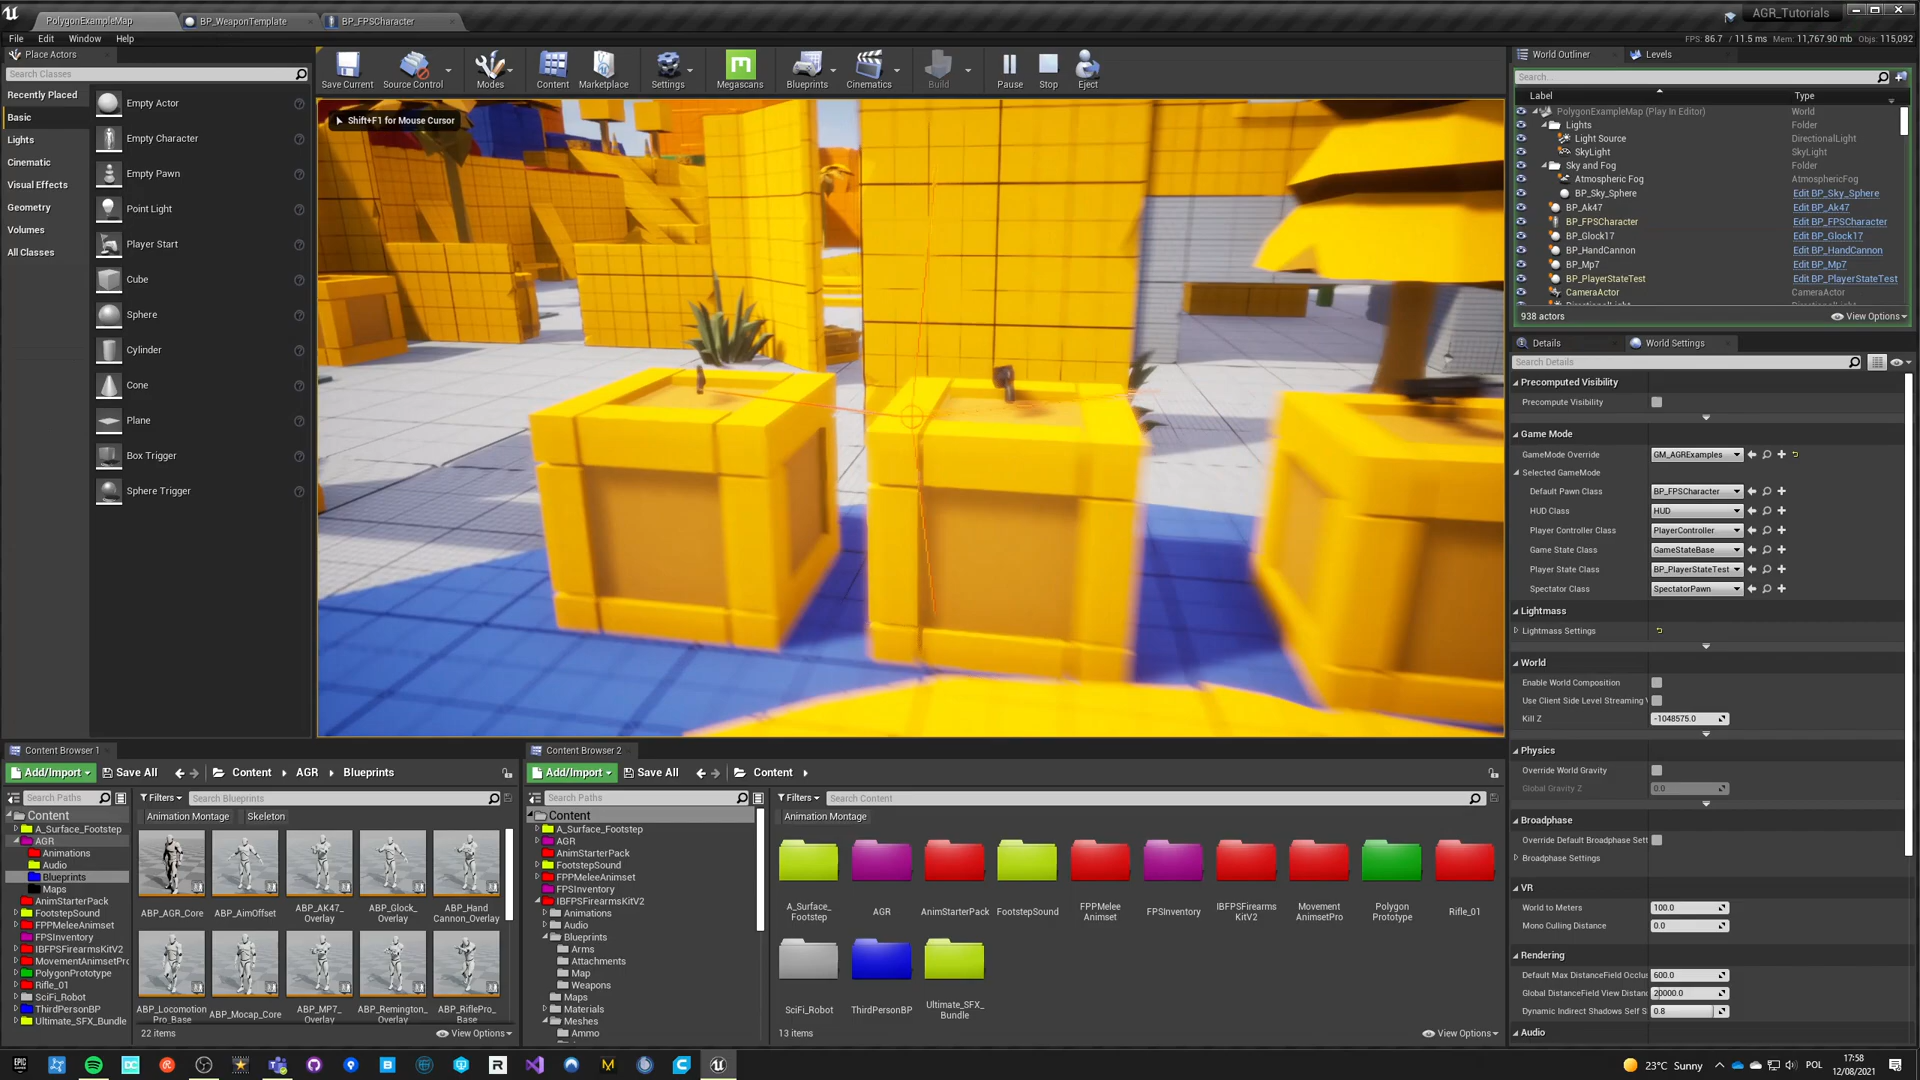 PolygonExampleMap
BP_WeaponTemplate
BP_FPSCharacter
AGR_Tutorials
File Edit Window Help
FPS: 86.7 / 11.5 ms Mem: 11,767.90 mb Objs: 115,092
Place Actors
Search Classes
Recently Placed
Basic
Lights
Cinematic
Visual Effects
Geometry
Volumes
All Classes
Empty Actor
Empty Character
Empty Pawn
Point Light
Player Start
Cube
Sphere
Cylinder
Cone
Plane
Box Trigger
Sphere Trigger
Save Current
Source Control
Modes
Content
Marketplace
Settings
Megascans
Blueprints
Cinematics
Build
Pause
Stop
Eject
Shift+F1 for Mouse Cursor
World Outliner
Levels
Search...
Label Type
PolygonExampleMap (Play In Editor) World
Lights Folder
Light Source DirectionalLight
SkyLight SkyLight
Sky and Fog Folder
Atmospheric Fog AtmosphericFog
BP_Sky_Sphere Edit BP_Sky_Sphere
BP_Ak47 Edit BP_Ak47
BP_FPSCharacter Edit BP_FPSCharacter
BP_Glock17 Edit BP_Glock17
BP_HandCannon Edit BP_HandCannon
BP_Mp7 Edit BP_Mp7
BP_PlayerStateTest Edit BP_PlayerStateTest
CameraActor CameraActor
938 actors
View Options
Details
World Settings
Search Details
Precomputed Visibility
Precompute Visibility
Game Mode
GameMode Override GM_AGRExamples
Selected GameMode
Default Pawn Class BP_FPSCharacter
HUD Class HUD
Player Controller Class PlayerController
Game State Class GameStateBase
Player State Class BP_PlayerStateTest
Spectator Class SpectatorPawn
Lightmass
Lightmass Settings
World
Enable World Composition
Use Client Side Level Streaming
Kill Z -1048575.0
Physics
Override World Gravity
Global Gravity Z 0.0
Broadphase
Override Default Broadphase Sett
Broadphase Settings
VR
World to Meters 100.0
Mono Culling Distance 0.0
Rendering
Default Max DistanceField Occlus 600.0
Global DistanceField View Distanc 20000.0
Dynamic Indirect Shadows Self S 0.8
Audio
Content Browser 1
Add/Import Save All Content AGR Blueprints
Search Paths
Filters
Search Blueprints
Animation Montage Skeleton
Content
A_Surface_Footstep
AGR
Animations
Audio
Blueprints
Maps
AnimStarterPack
FootstepSound
FPPMeleeAnimset
FPSInventory
IBFPSFirearmsKitV2
MovementAnimsetPro
PolygonPrototype
Rifle_01
SciFi_Robot
ThirdPersonBP
Ultimate_SFX_Bundle
ABP_AGR_Core
ABP_AimOffset
ABP_AK47_
Overlay
ABP_Glock_
Overlay
ABP_Hand
Cannon_Overlay
ABP_Locomotion
Pro_Base
ABP_Mocap_Core
ABP_MP7_
Overlay
ABP_Remington_
Overlay
ABP_RiflePro_
Base
22 items
View Options
Content Browser 2
Add/Import Save All Content
Search Paths
Filters
Search Content
Animation Montage
Content
A_Surface_Footstep
AGR
AnimStarterPack
FootstepSound
FPPMeleeAnimset
FPSInventory
IBFPSFirearmsKitV2
Animations
Audio
Blueprints
Arms
Attachments
Map
Weapons
Maps
Materials
Meshes
Ammo
A_Surface_
Footstep
AGR
AnimStarterPack
FootstepSound
FPPMelee
Animset
FPSInventory
IBFPSFirearms
KitV2
Movement
AnimsetPro
Polygon
Prototype
Rifle_01
SciFi_Robot
ThirdPersonBP
Ultimate_SFX_
Bundle
13 items
View Options
23°C Sunny
POL
17:58
12/08/2021